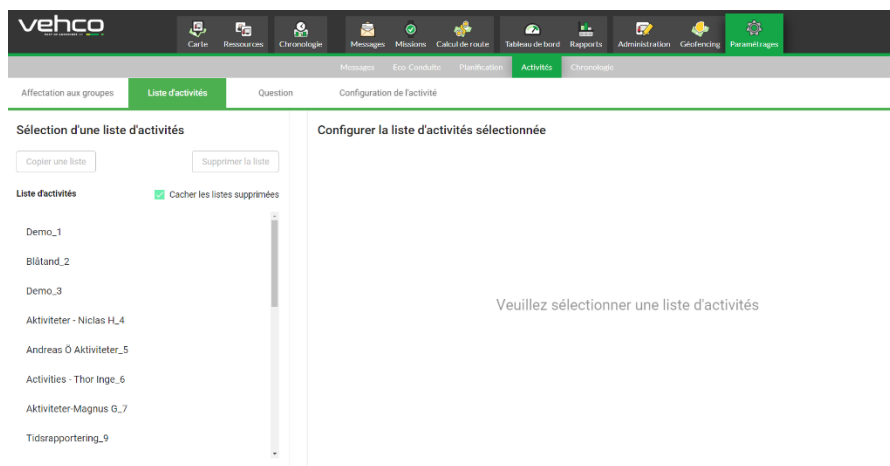 vehco
Carte Ressources Chronologie Messages Missions Calcul de route Tableau de bord Rapports Administration Géofencing Paramétrages
Messages Eco Conduite Planification Activités Chronologie
Affectation aux groupes Liste d'activités Question Configuration de l'activité
Sélection d'une liste d'activités
Configurer la liste d'activités sélectionnée
Copier une liste Supprimer la liste
Liste d'activités Cacher les listes supprimées
Demo_1
Blåtand_2
Demo_3
Veuillez sélectionner une liste d'activités
Aktiviteter - Niclas H_4
Andreas Ö Aktiviteter_5
Activities - Thor Inge_6
Aktiviteter-Magnus G_7
Tidsrapportering_9